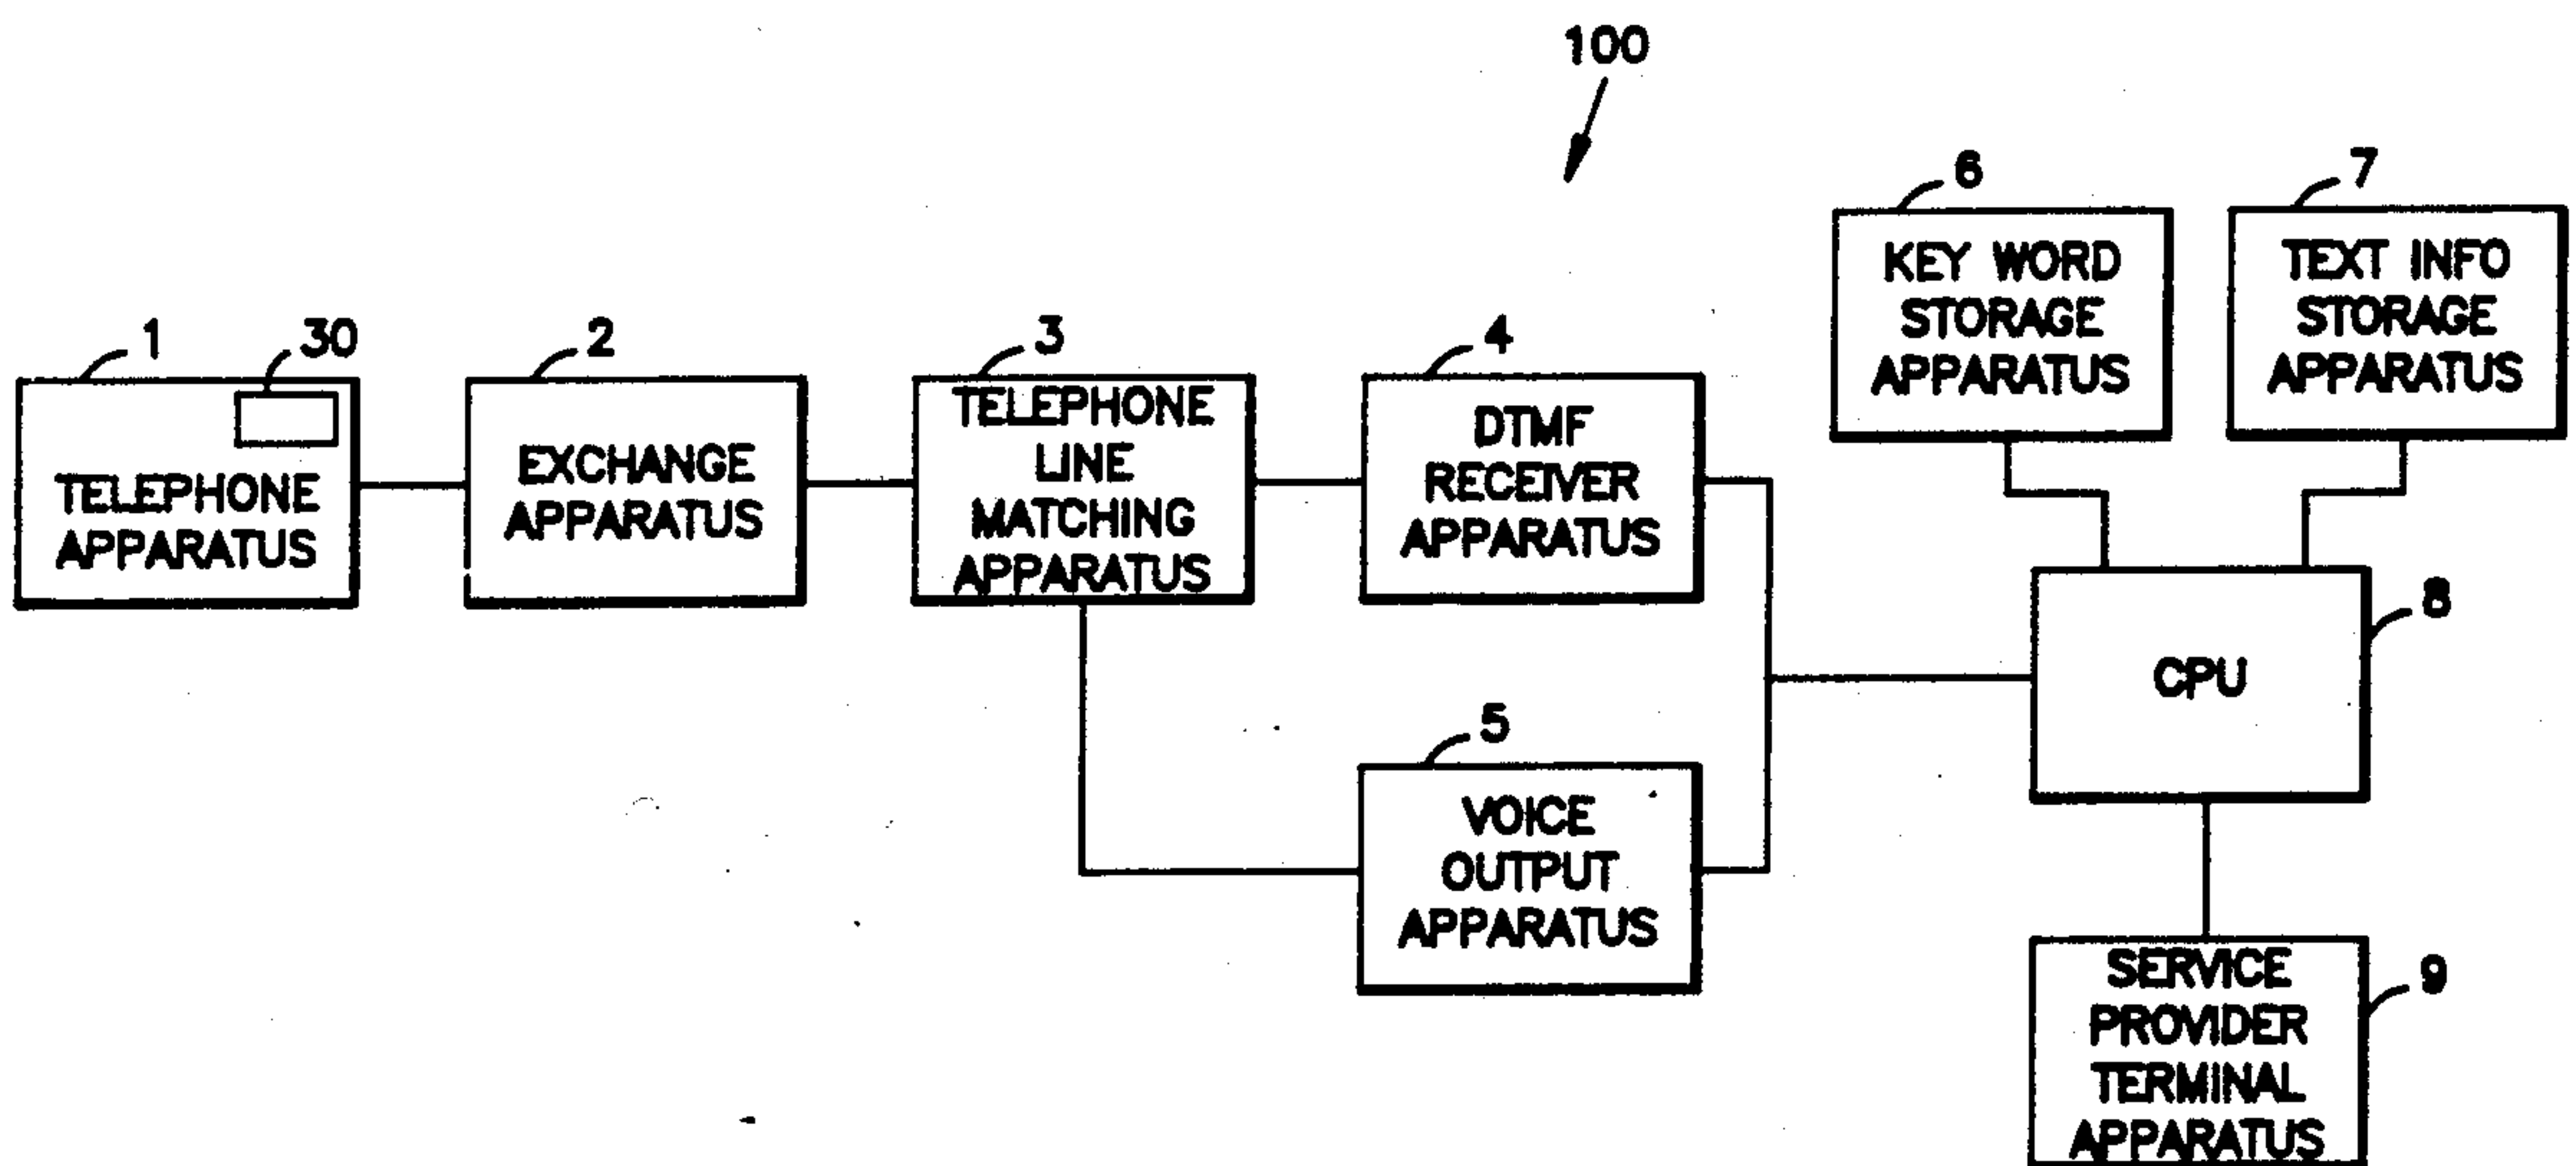 100
6
7
KEY WORD
STORAGE
APPARATUS
TEXT INFO
STORAGE
APPARATUS
1
30
2
3
4
TELEPHONE
APPARATUS
EXCHANGE
APPARATUS
TELEPHONE
LINE
MATCHING
APPARATUS
DTMF
RECEIVER
APPARATUS
8
CPU
5
VOICE
OUTPUT
APPARATUS
9
SERVICE
PROVIDER
TERMINAL
APPARATUS